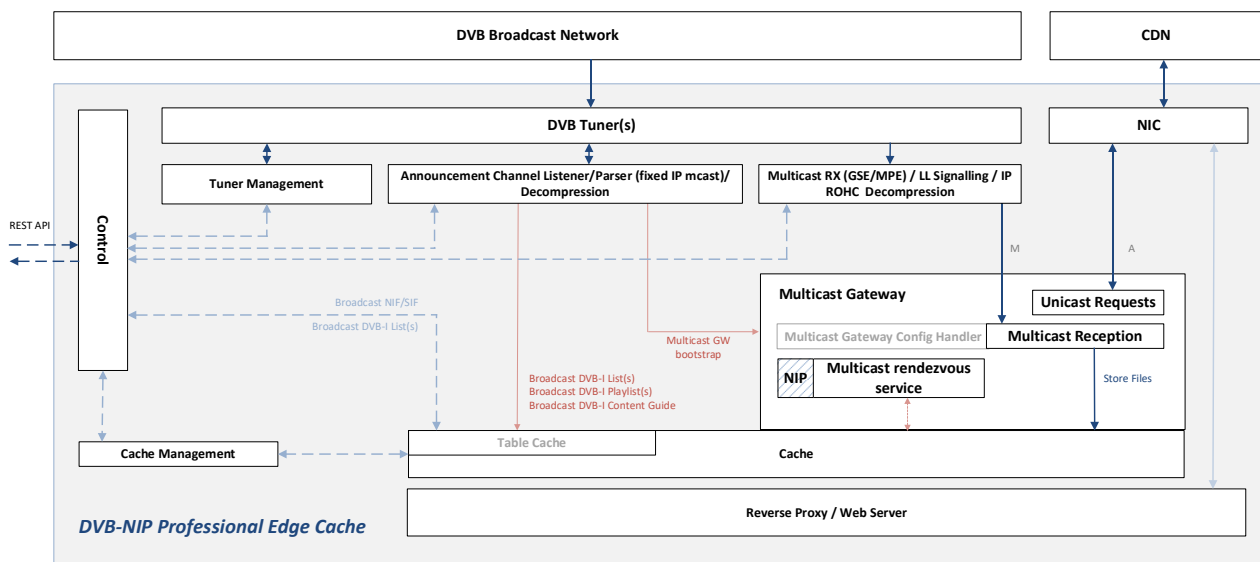 DVB Broadcast Network
CDN
DVB Tuner(s)
NIC
Control
Tuner Management
Announcement Channel Listener/Parser (fixed IP mcast)/
Decompression
Multicast RX (GSE/MPE) / LL Signalling / IP
ROHC Decompression
REST API
M
A
Multicast Gateway
Unicast Requests
Broadcast NIF/SIF
Broadcast DVB-I List(s)
Multicast GW
bootstrap
Multicast Gateway Config Handler
Multicast Reception
NIP
Multicast rendezvous
service
Store Files
Broadcast DVB-I List(s)
Broadcast DVB-I Playlist(s)
Broadcast DVB-I Content Guide
Table Cache
Cache Management
Cache
Reverse Proxy / Web Server
DVB-NIP Professional Edge Cache